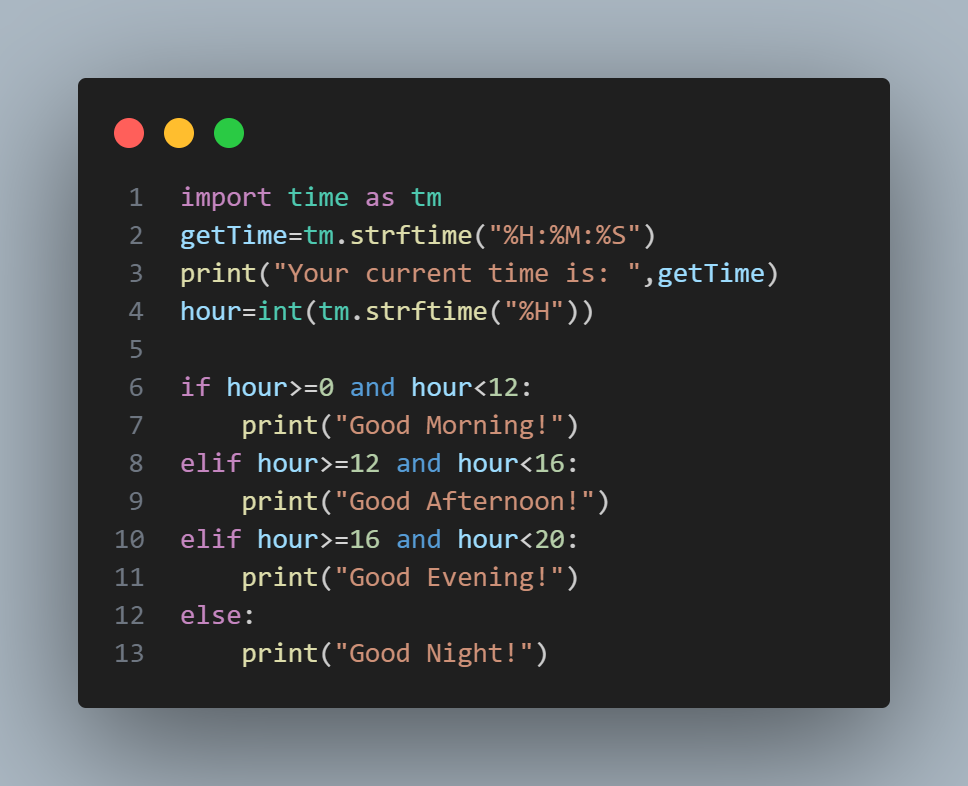 1 import time as tm
2 getTime=tm.strftime("%H:%M:%S")
3 print("Your current time is: ",getTime)
4 hour=int(tm.strftime("%H"))
5
6 if hour>=0 and hour<12:
7     print("Good Morning!")
8 elif hour>=12 and hour<16:
9     print("Good Afternoon!")
10 elif hour>=16 and hour<20:
11     print("Good Evening!")
12 else:
13     print("Good Night!")